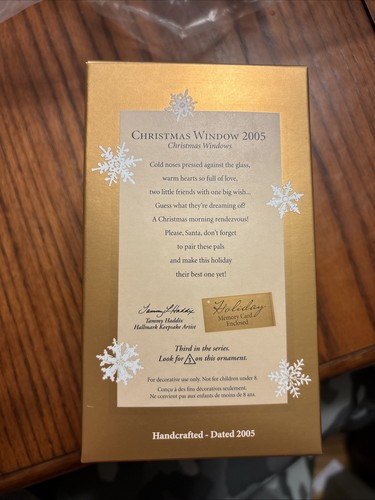 CHRISTMAS WINDOW 2005
Christmas Windows
Cold noses pressed against the glass,
warm hearts so full of love,
two little friends with one big wish...
Guess what they're dreaming of!
A Christmas morning rendezvous!
Please, Santa, don't forget
to pair these pals
and make this holiday
their best one yet!
Tammy L Haddix
Tammy Haddix
Hallmark Keepsake Artist
Holiday
Memory Card
Enclosed
Third in the series.
Look for 3 on this ornament.
For decorative use only. Not for children under 8.
Conçu à des fins décoratives seulement.
Ne convient pas aux enfants de moins de 8 ans.
Handcrafted - Dated 2005